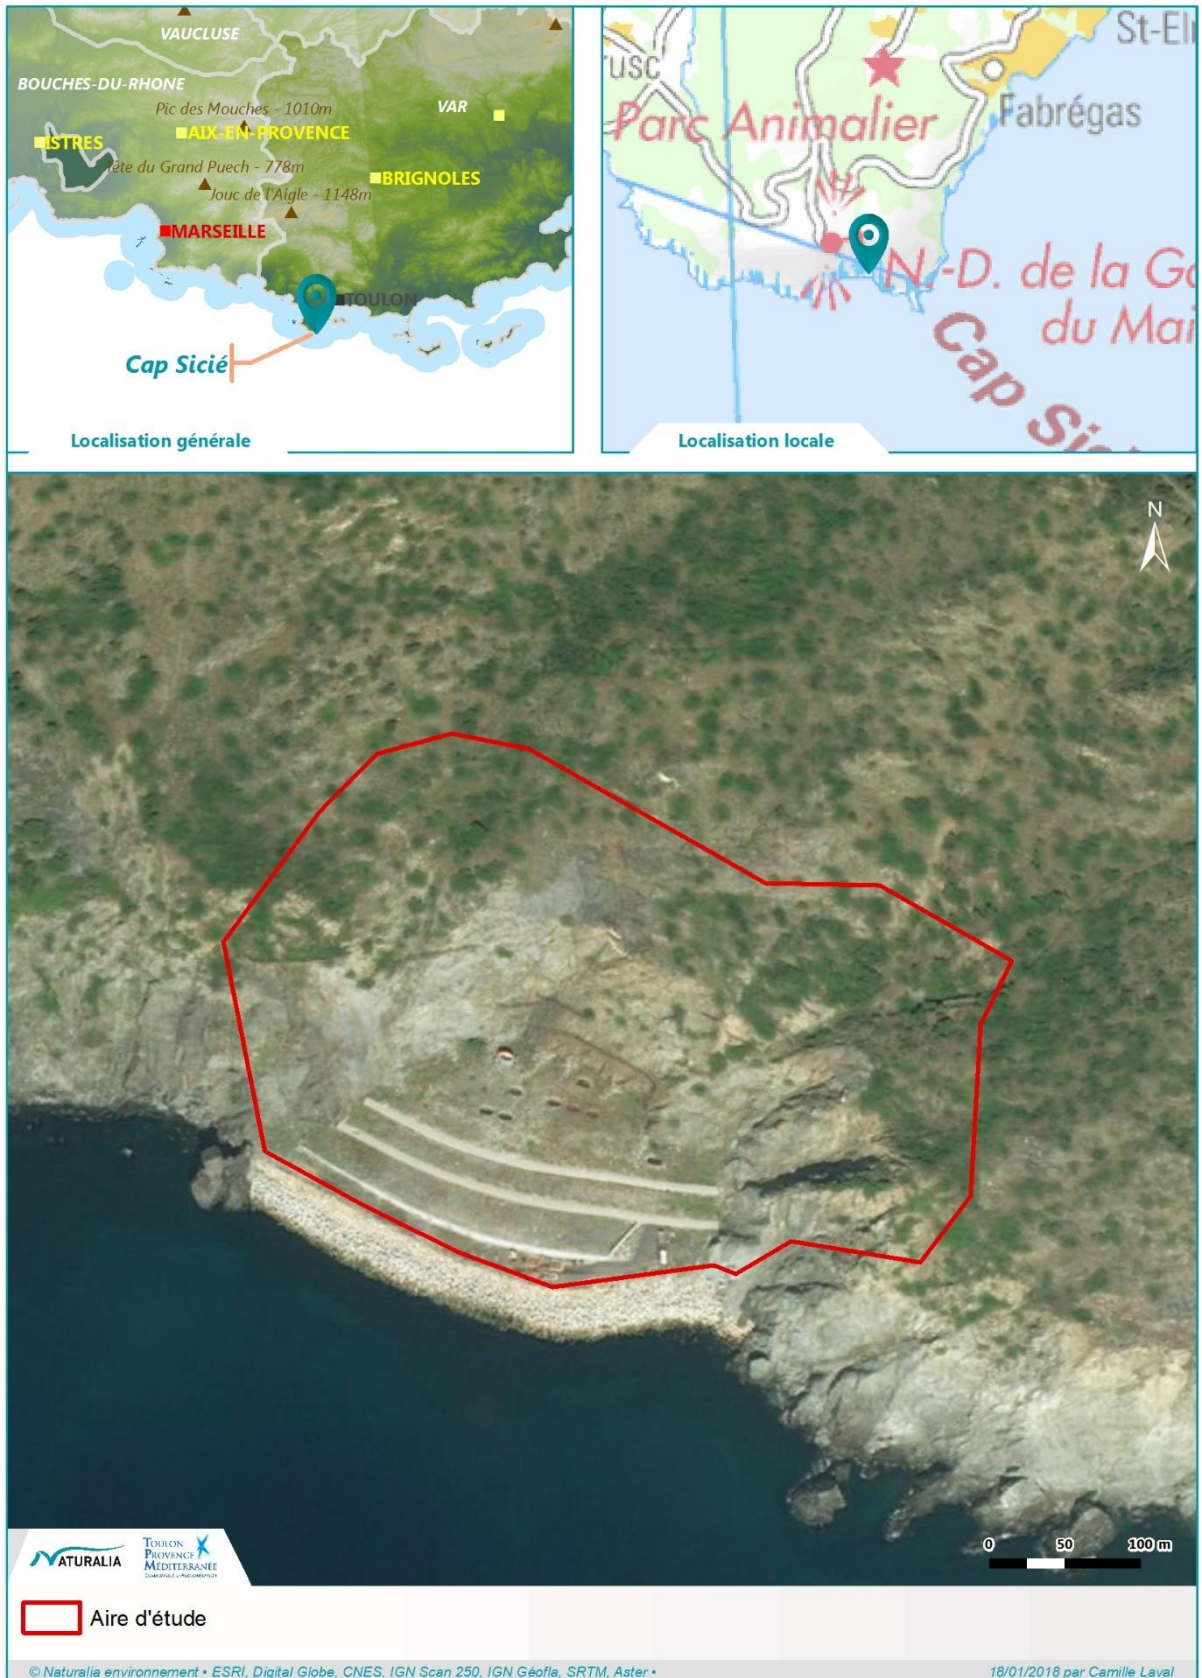 VAUCLUSE
BOUCHES-DU-RHONE
Pic des Mouches - 1010m
VAR
ISTRES
AIX-EN-PROVENCE
ête du Grand Puech - 778m
BRIGNOLES
Jouc de l'Aigle - 1148m
MARSEILLE
TOULON
Cap Sicié
Localisation générale
St-El
rusc
Parc Animalier
Fabrégas
N.-D. de la Ga
du Mai
Cap Sic
Localisation locale
N
NATURALIA
TOULON
PROVENCE
MÉDITERRANÉE
0 50 100 m
Aire d'étude
© Naturalia environnement • ESRI, Digital Globe, CNES, IGN Scan 250, IGN Géofla, SRTM, Aster •
18/01/2018 par Camille Laval